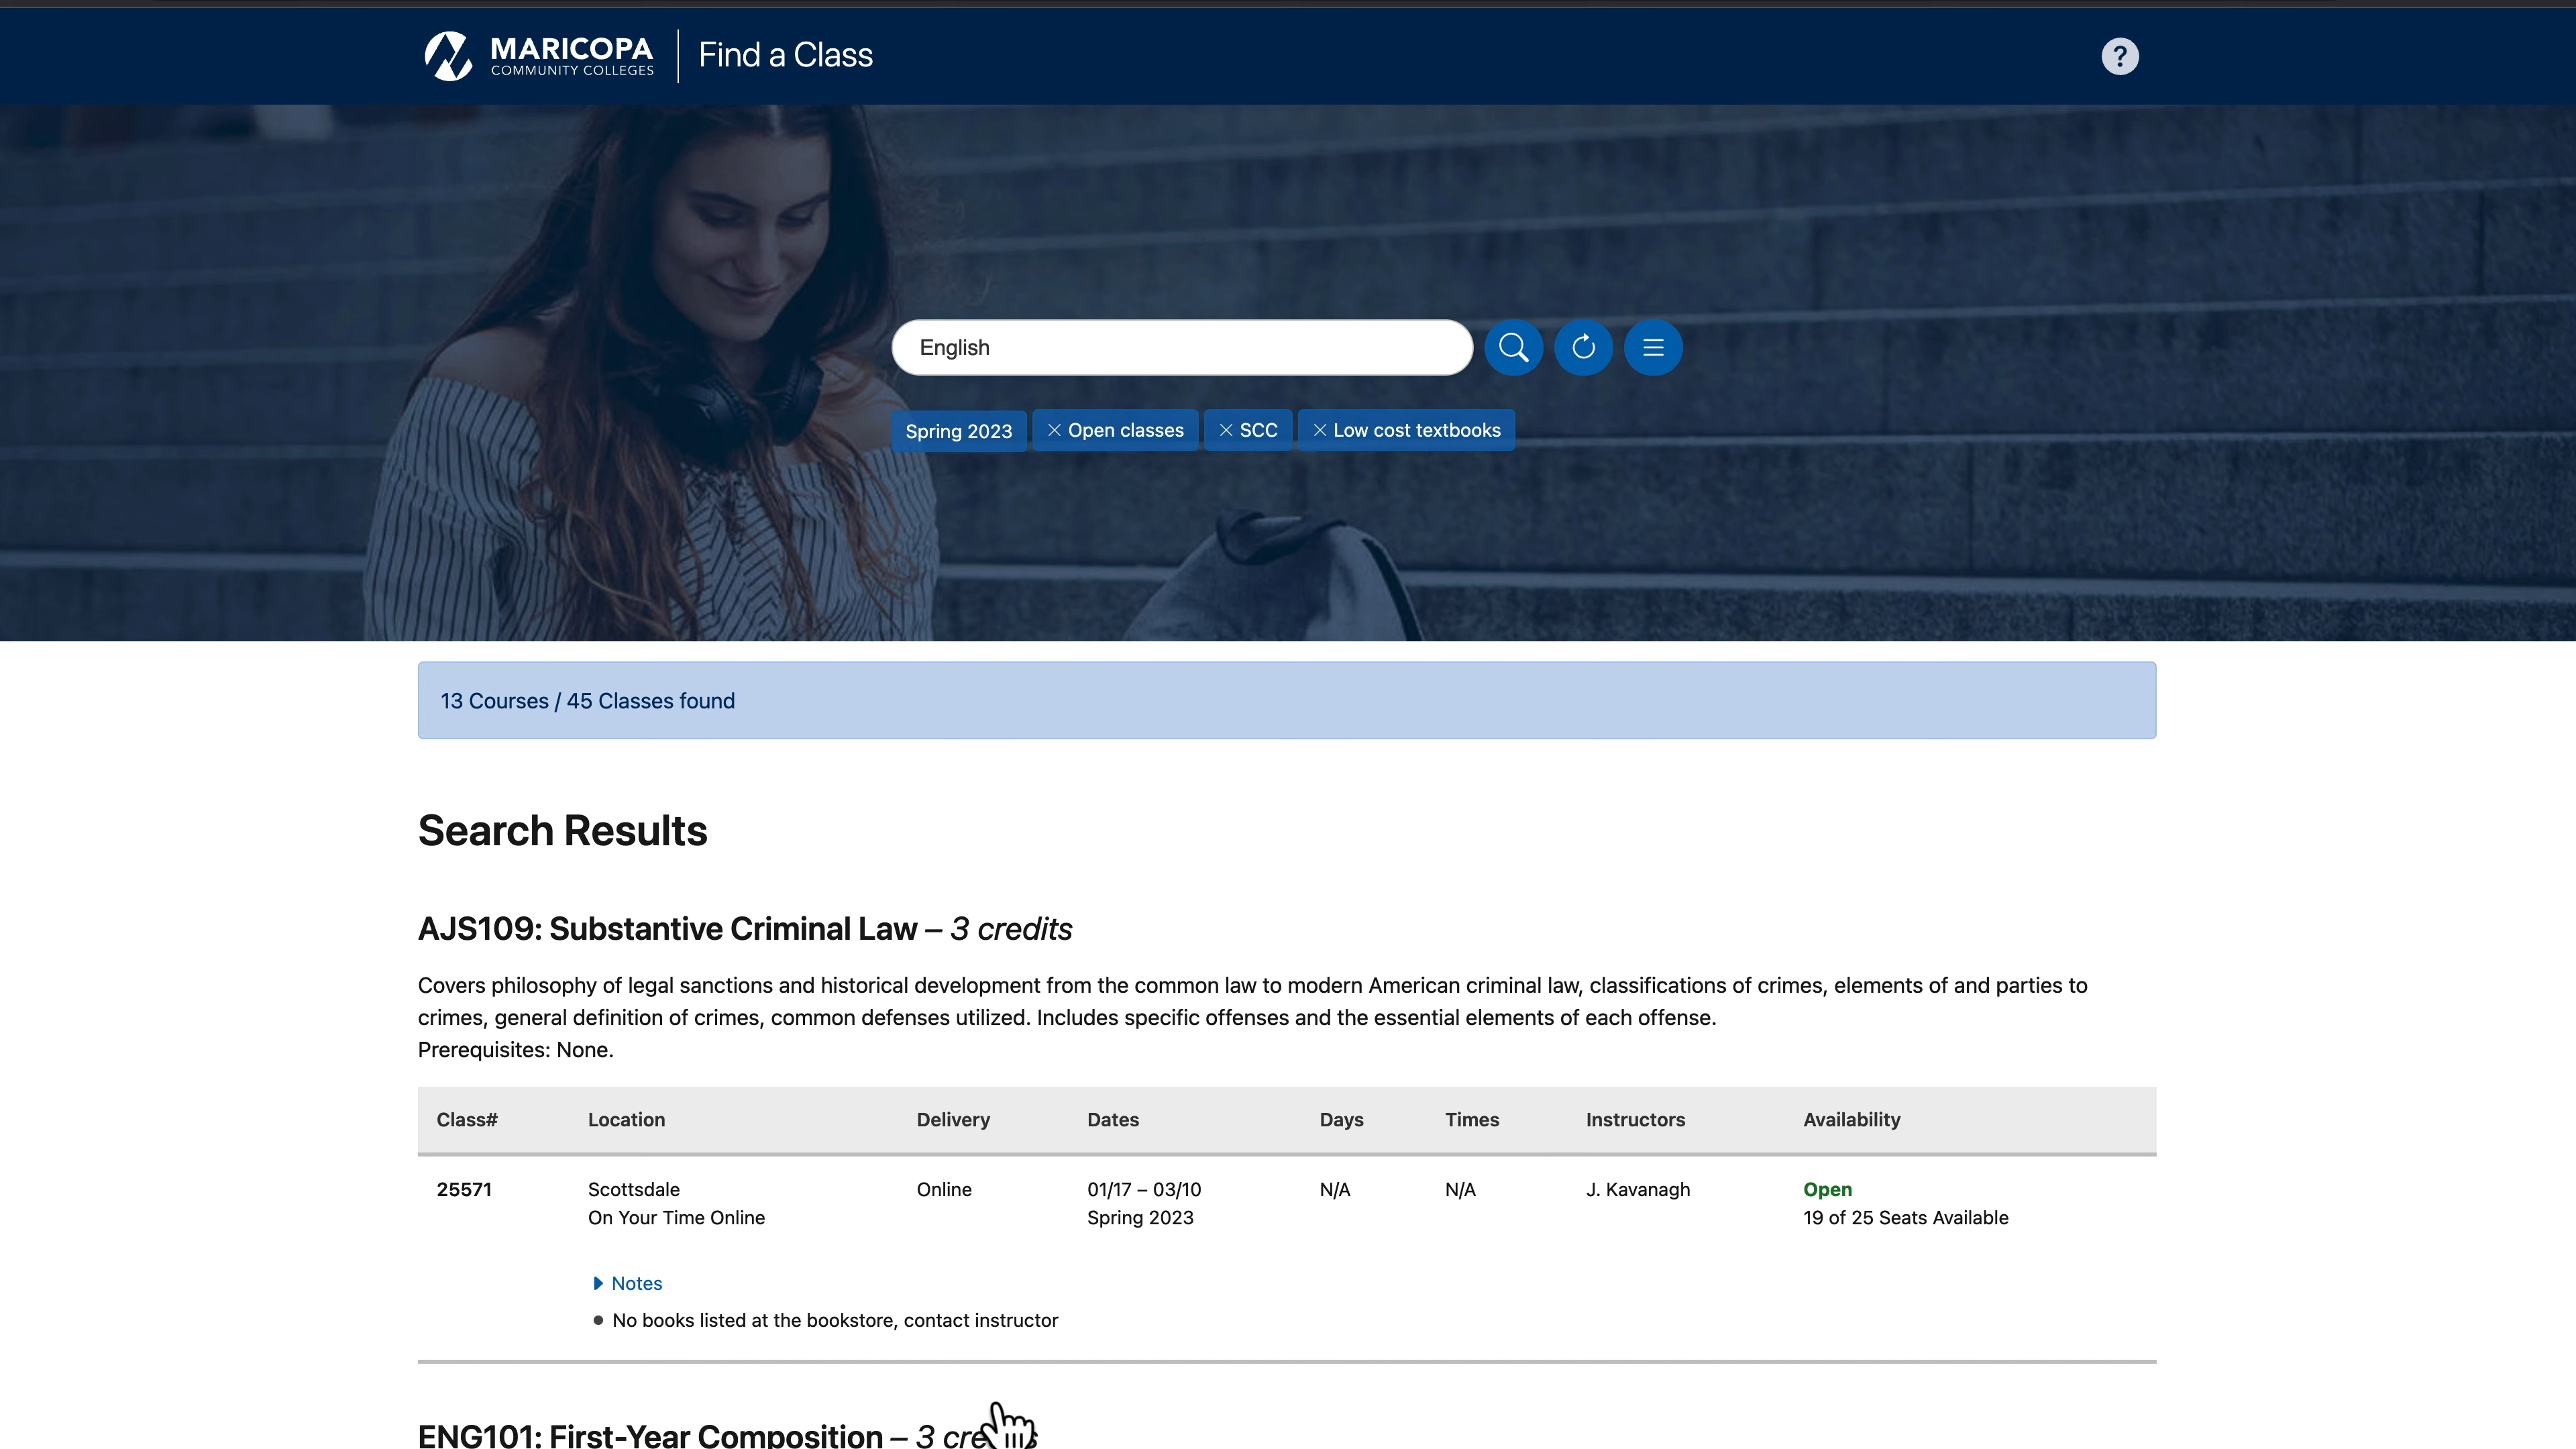 MARICOPA
COMMUNITY COLLEGES
Find a Class
?
English
Spring 2023
Open classes
SCC
Low cost textbooks
13 Courses / 45 Classes found
Search Results
AJS109: Substantive Criminal Law – 3 credits
Covers philosophy of legal sanctions and historical development from the common law to modern American criminal law, classifications of crimes, elements of and parties to
crimes, general definition of crimes, common defenses utilized. Includes specific offenses and the essential elements of each offense.
Prerequisites: None.
Class# Location Delivery Dates Days Times Instructors Availability
25571 Scottsdale Online 01/17 – 03/10 N/A N/A J. Kavanagh Open
On Your Time Online Spring 2023 19 of 25 Seats Available
Notes
No books listed at the bookstore, contact instructor
ENG101: First-Year Composition – 3